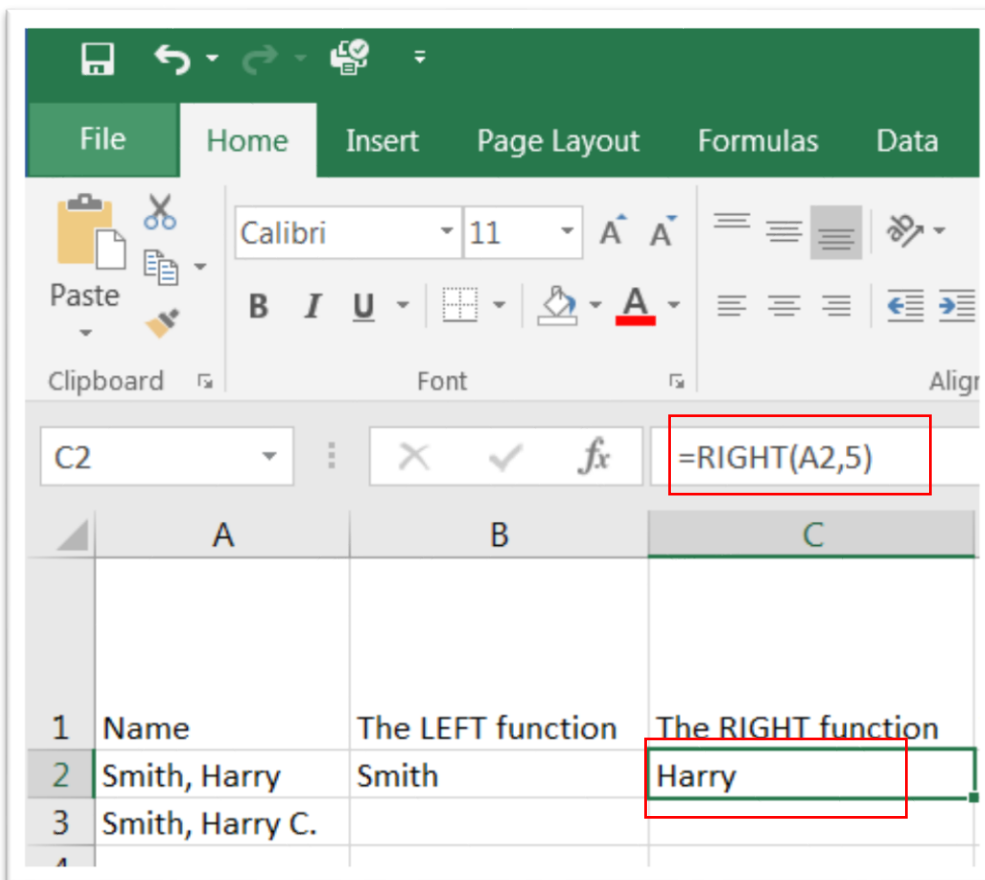 File Home Insert Page Layout Formulas Data
Calibri 11 A A ab
Paste B I U A
Clipboard Font
C2 fx =RIGHT(A2,5)
A B C
1 Name The LEFT function The RIGHT function
2 Smith, Harry Smith Harry
3 Smith, Harry C.